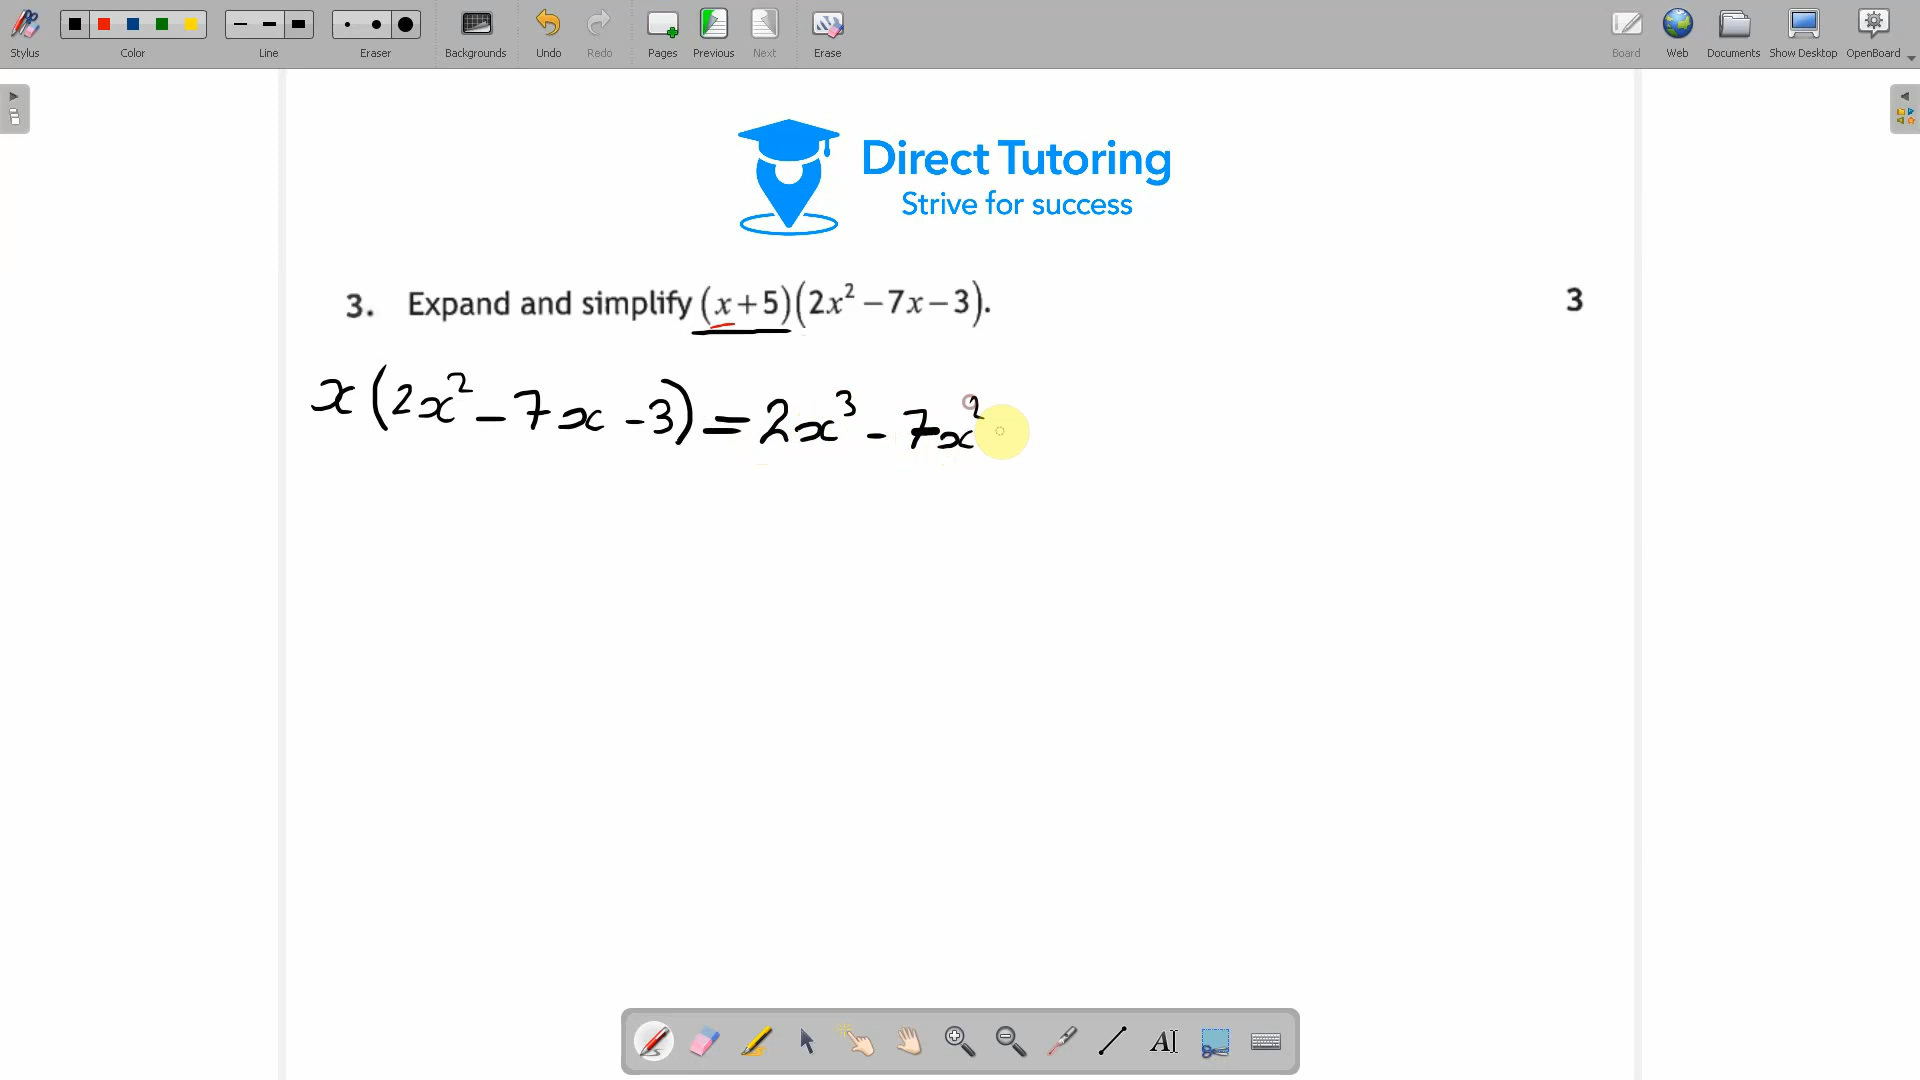 Stylus Color Line Eraser Backgrounds Undo Redo Pages Previous Next Erase Board Web Documents Show Desktop OpenBoard
Direct Tutoring
Strive for success
3. Expand and simplify (x+5)(2x² −7x−3). 3
x(2x² − 7x − 3) = 2x³ − 7x²